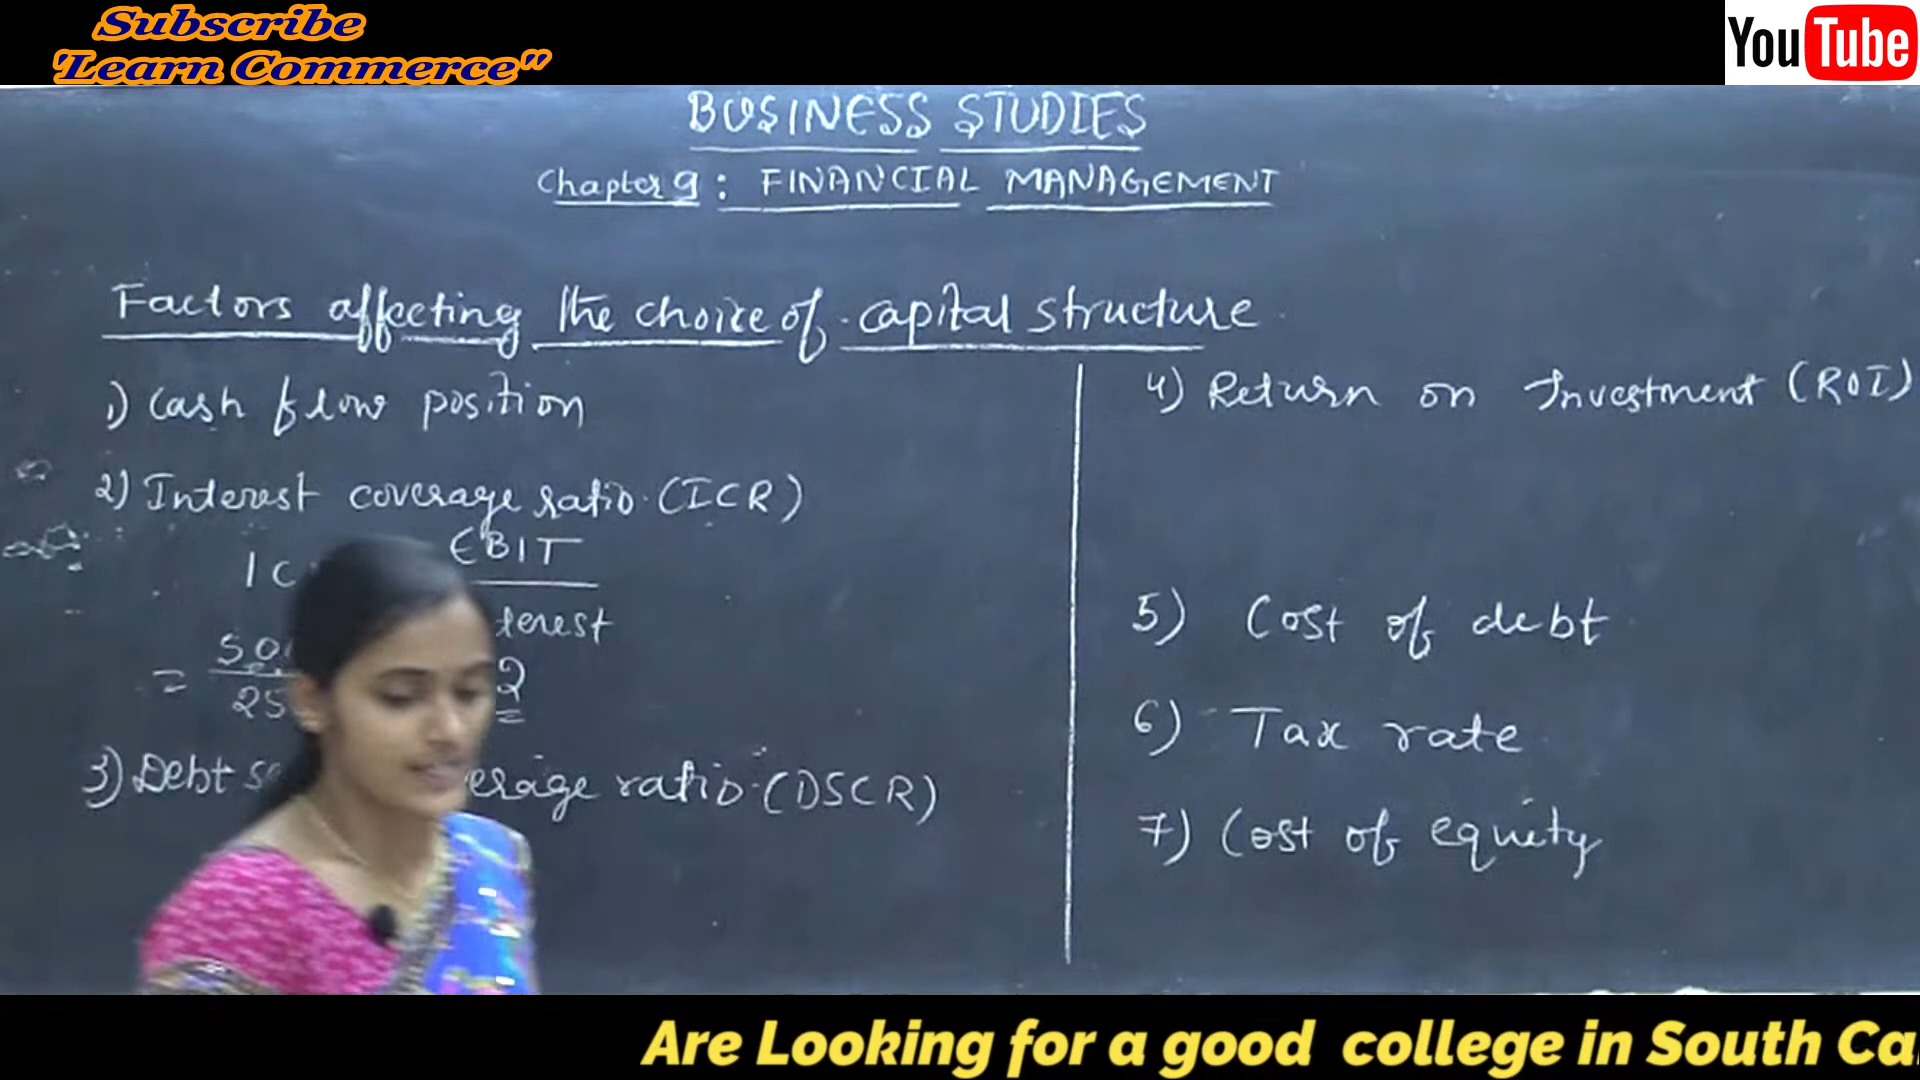 Subscribe
"Learn Commerce"
YouTube
BUSINESS STUDIES
Chapter 9 : FINANCIAL MANAGEMENT
Factors affecting the choice of capital structure
1) Cash flow position
2) Interest coverage ratio (ICR)
EBIT
=
2
3) Debt ratio (DSCR)
4) Return on Investment (ROI)
5) Cost of debt
6) Tax rate
7) Cost of equity
Are Looking for a good college in South